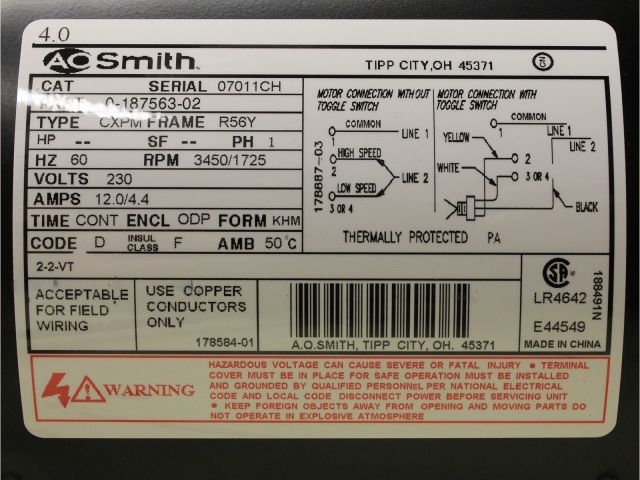 4.0
AO Smith
TIPP CITY, OH 45371
CAT SERIAL 07011CH
0-187563-02
TYPE CXPM FRAME R56Y
HP -- SF -- PH 1
HZ 60 RPM 3450/1725
VOLTS 230
AMPS 12.0/4.4
TIME CONT ENCL ODP FORM KHM
CODE D INSUL CLASS F AMB 50°C
2-2-VT
MOTOR CONNECTION WITHOUT
TOGGLE SWITCH
COMMON
1
LINE 1
HIGH SPEED
2
LINE 2
LOW SPEED
3 OR 4
178887-03
MOTOR CONNECTION WITH
TOGGLE SWITCH
COMMON
1
LINE 1
LINE 2
YELLOW
2
WHITE
3 OR 4
BLACK
THERMALLY PROTECTED PA
ACCEPTABLE
FOR FIELD
WIRING
USE COPPER
CONDUCTORS
ONLY
178584-01
A.O.SMITH, TIPP CITY, OH. 45371
LR4642
E44549
MADE IN CHINA
188491N
WARNING
HAZARDOUS VOLTAGE CAN CAUSE SEVERE OR FATAL INJURY • TERMINAL
COVER MUST BE IN PLACE FOR SAFE OPERATION MUST BE INSTALLED
AND GROUNDED BY QUALIFIED PERSONNEL PER NATIONAL ELECTRICAL
CODE AND LOCAL CODE DISCONNECT POWER BEFORE SERVICING UNIT
• KEEP FOREIGN OBJECTS AWAY FROM OPENING AND MOVING PARTS DO
NOT OPERATE IN EXPLOSIVE ATMOSPHERE